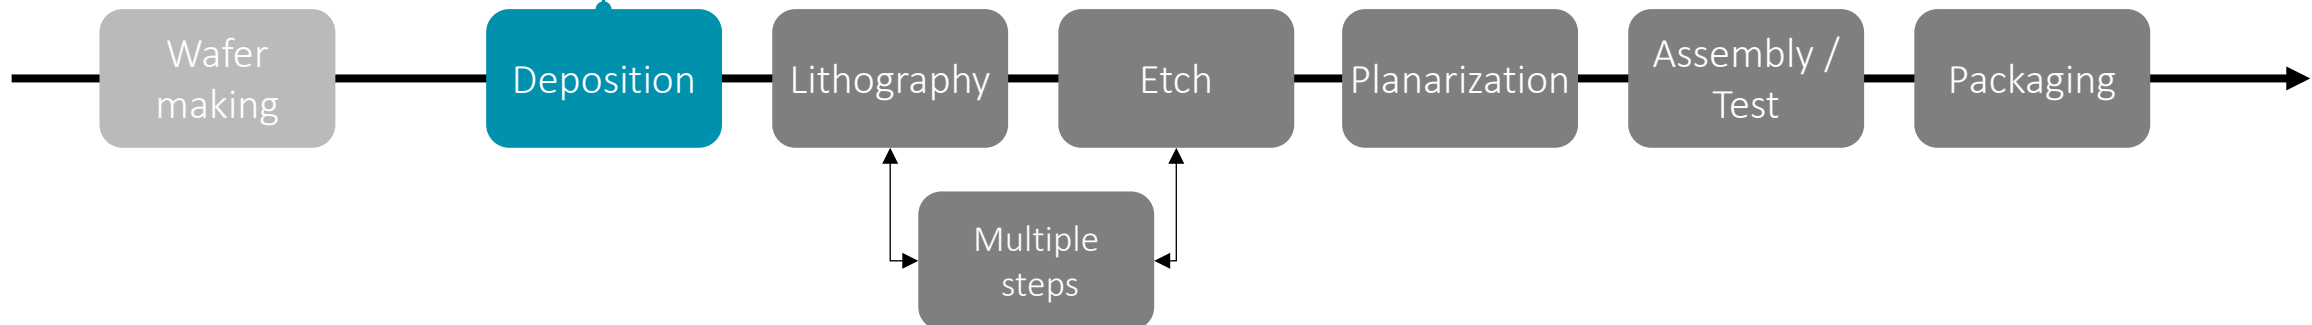 Wafer
making
Deposition
Lithography
Etch
Planarization
Assembly /
Test
Packaging
Multiple
steps